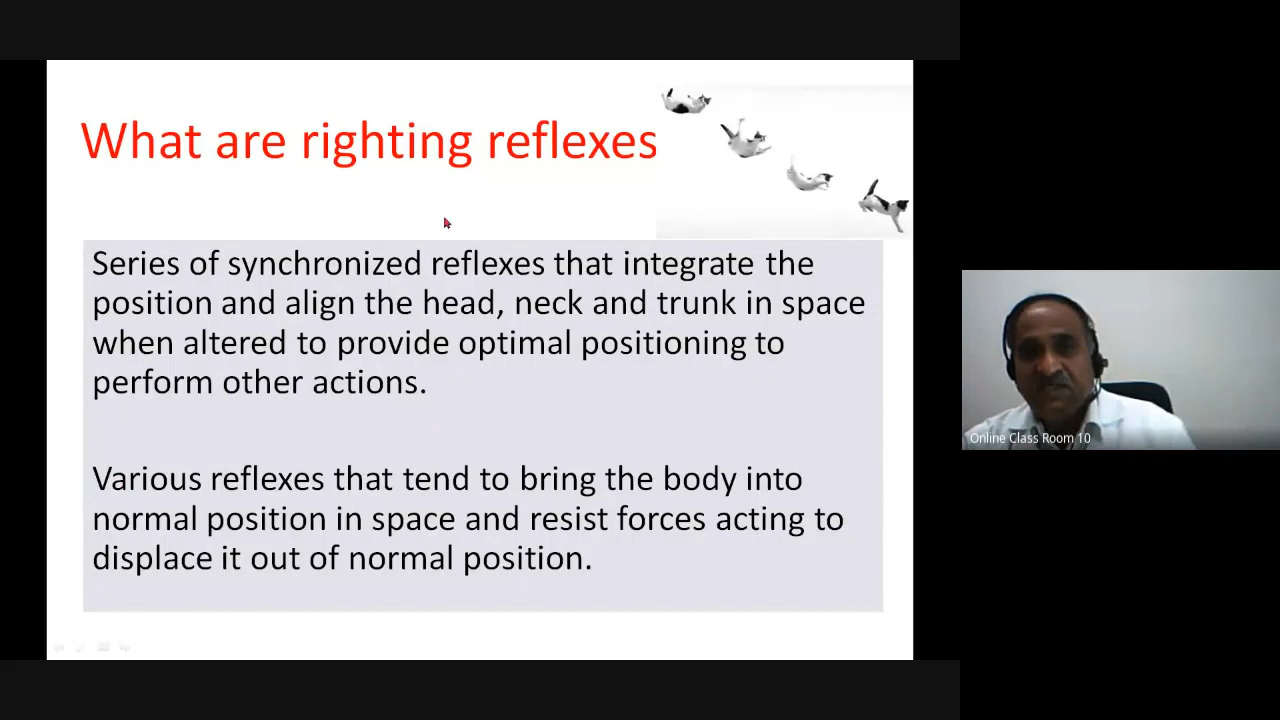 What are righting reflexes
Series of synchronized reflexes that integrate the
position and align the head, neck and trunk in space
when altered to provide optimal positioning to
perform other actions.
Various reflexes that tend to bring the body into
normal position in space and resist forces acting to
displace it out of normal position.
Online Class Room 10